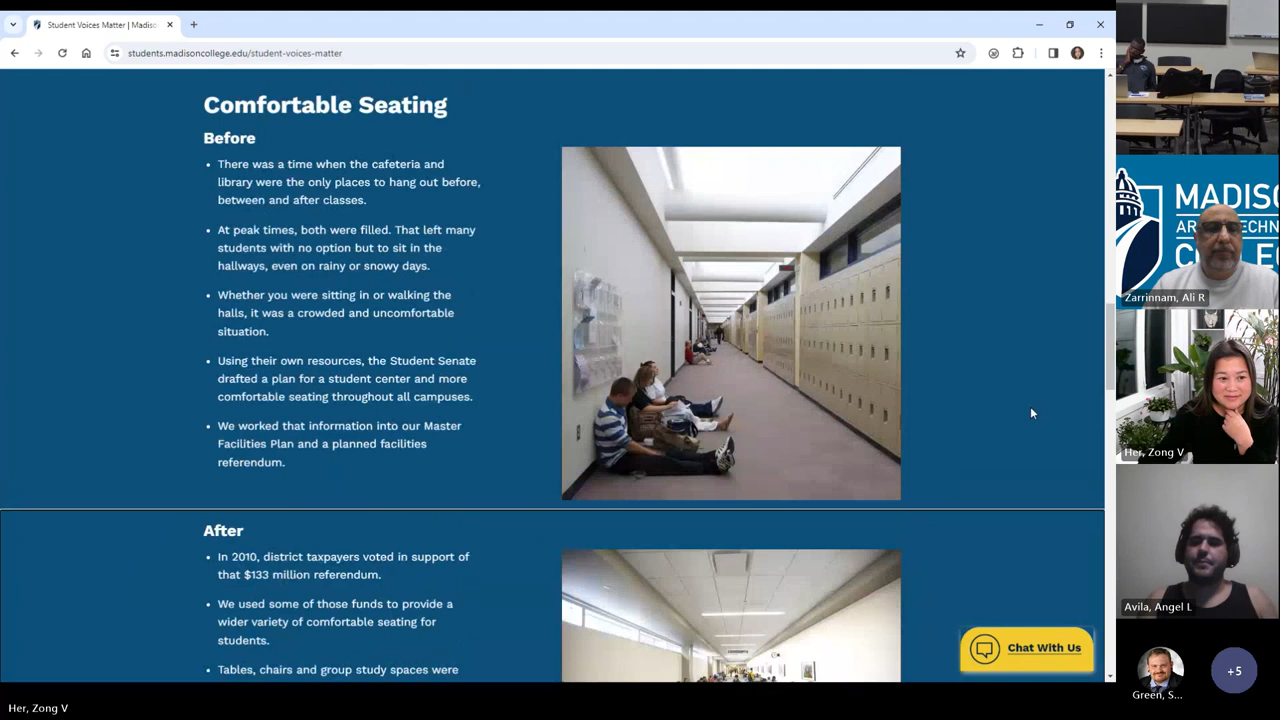 Student Voices Matter | Madiso
students.madisoncollege.edu/student-voices-matter
Comfortable Seating
Before
• There was a time when the cafeteria and
library were the only places to hang out before,
between and after classes.
• At peak times, both were filled. That left many
students with no option but to sit in the
hallways, even on rainy or snowy days.
• Whether you were sitting in or walking the
halls, it was a crowded and uncomfortable
situation.
• Using their own resources, the Student Senate
drafted a plan for a student center and more
comfortable seating throughout all campuses.
• We worked that information into our Master
Facilities Plan and a planned facilities
referendum.
After
• In 2010, district taxpayers voted in support of
that $133 million referendum.
• We used some of those funds to provide a
wider variety of comfortable seating for
students.
• Tables, chairs and group study spaces were
Chat With Us
MADIS
Zarrinnam, Ali R
Her, Zong V
Avila, Angel L
Green, S...
+5
Her, Zong V